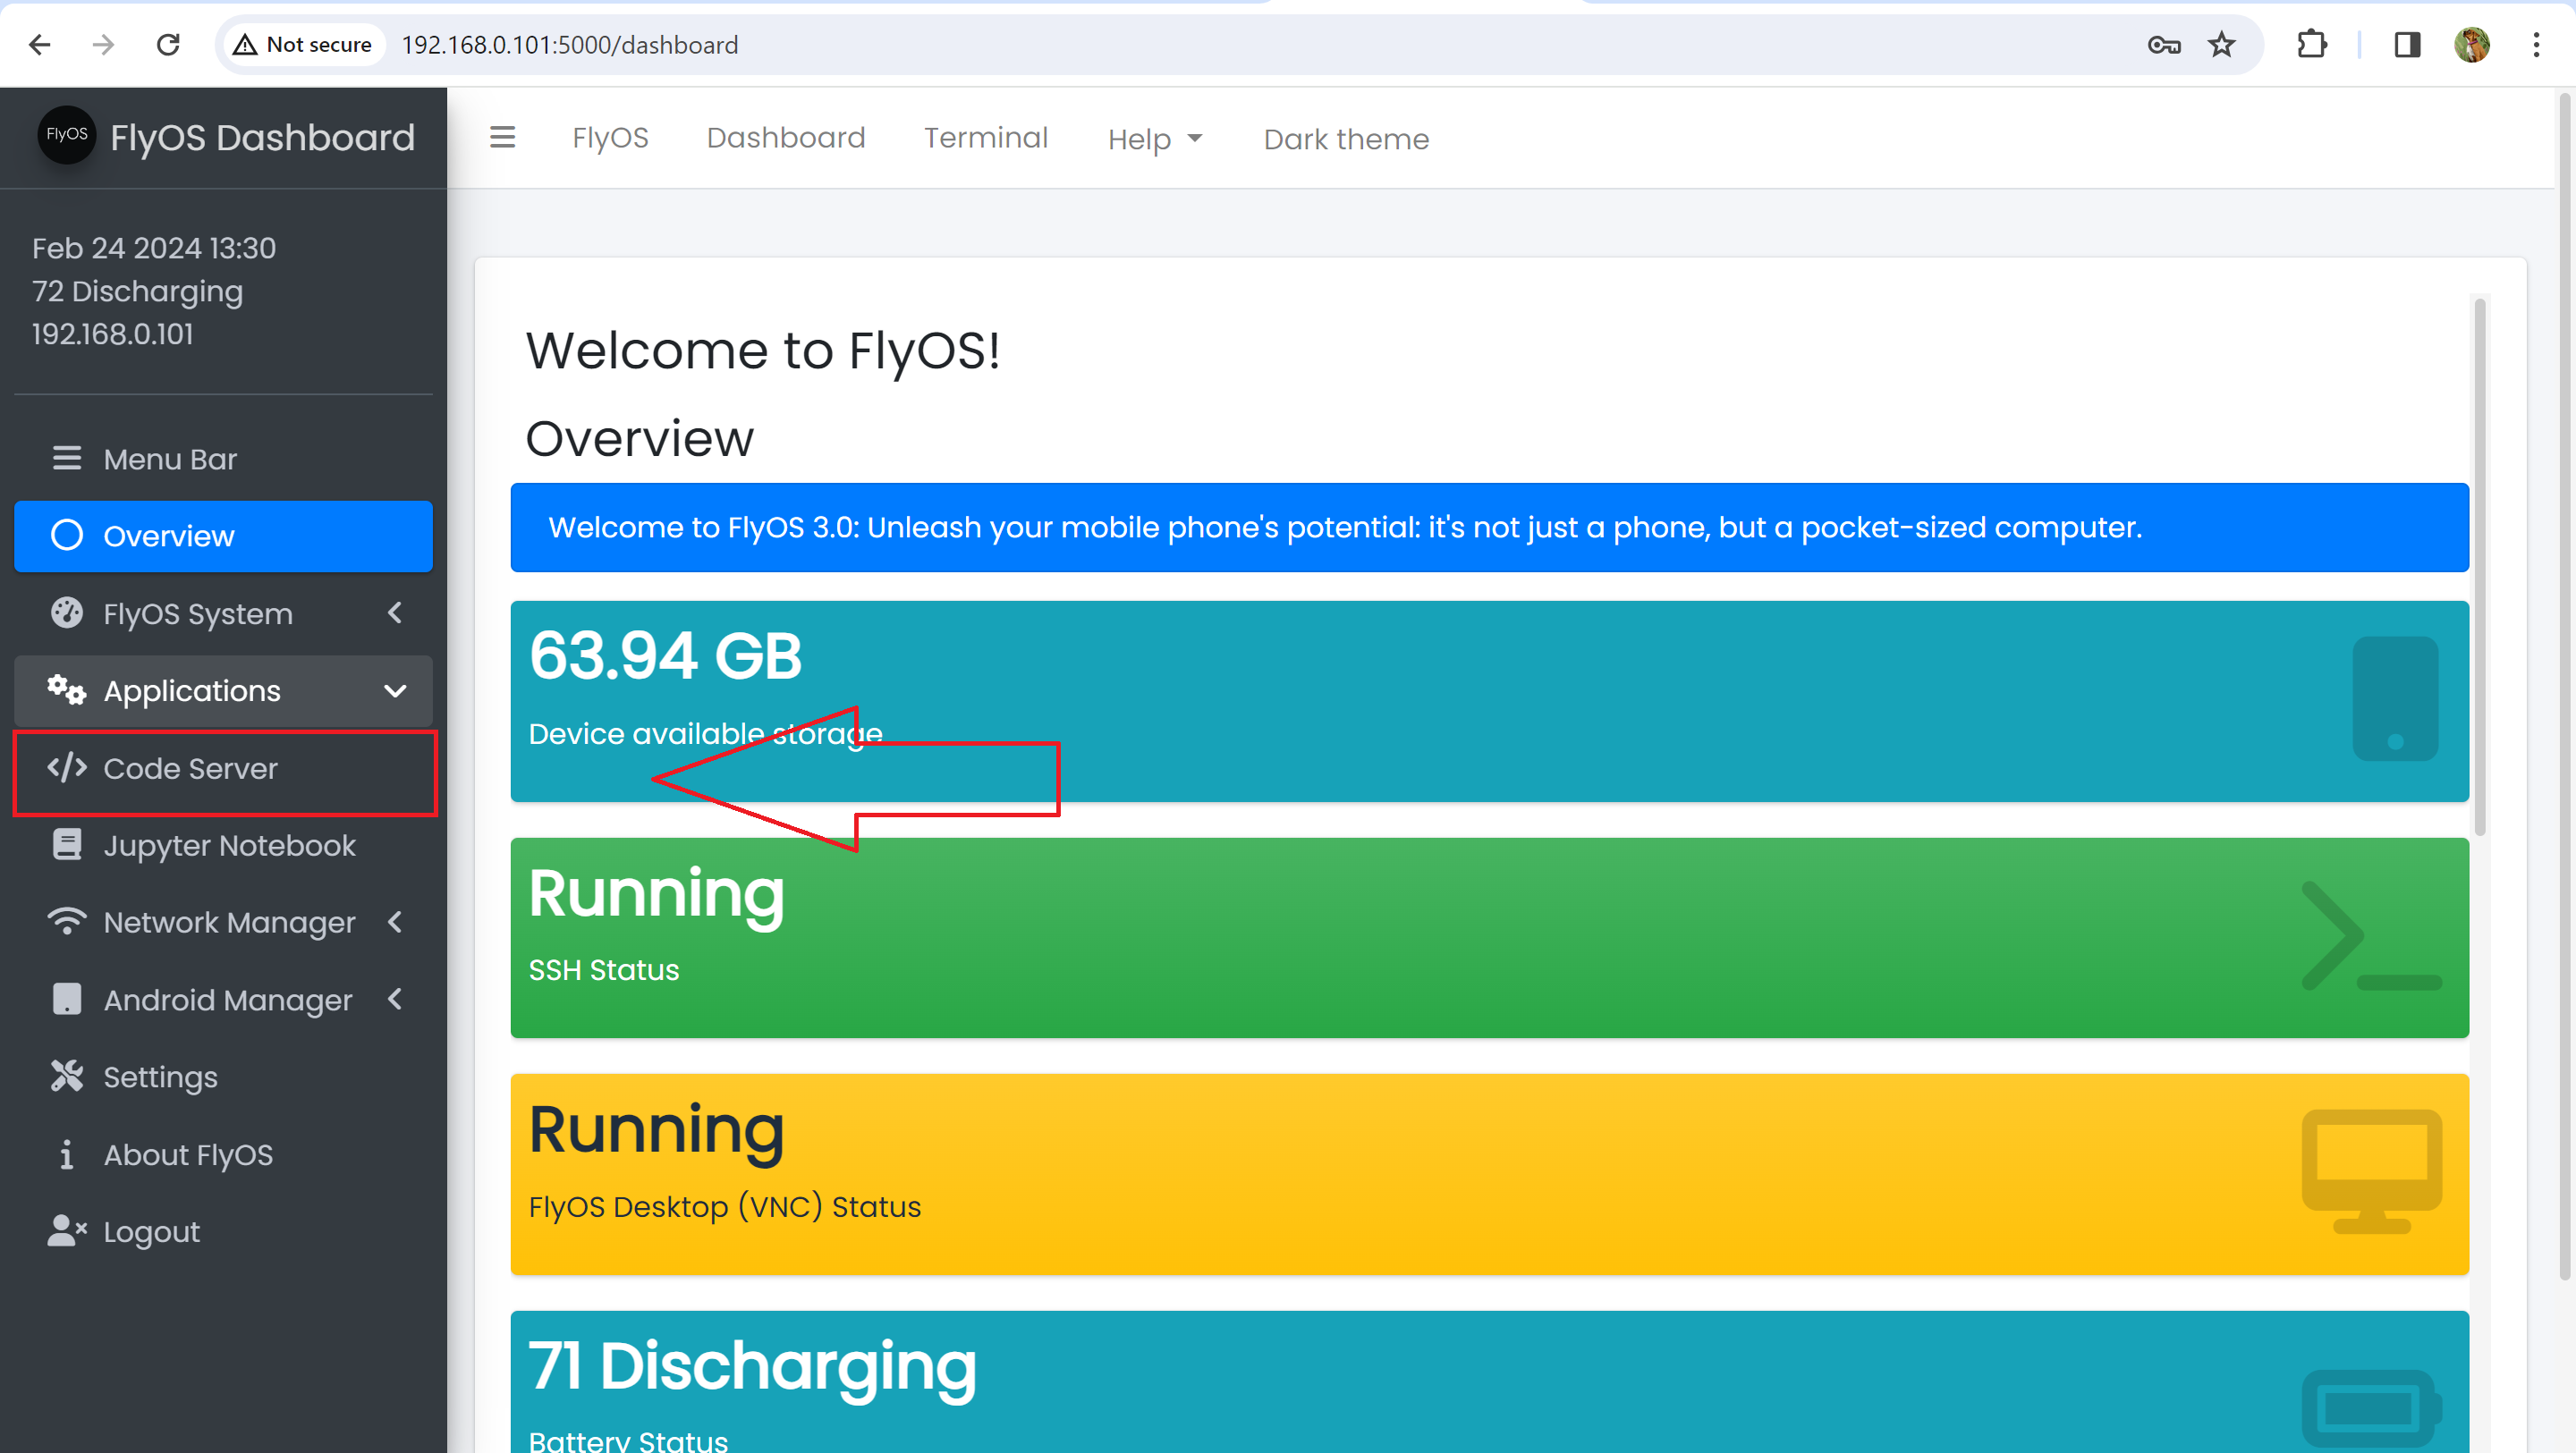 Not secure
192.168.0.101:5000/dashboard
FlyOS
FlyOS Dashboard
FlyOS
Dashboard
Terminal
Help
Dark theme
Feb 24 2024 13:30
72 Discharging
192.168.0.101
Menu Bar
Overview
FlyOS System
Applications
Code Server
Jupyter Notebook
Network Manager
Android Manager
Settings
About FlyOS
Logout
Welcome to FlyOS!
Overview
Welcome to FlyOS 3.0: Unleash your mobile phone's potential: it's not just a phone, but a pocket-sized computer.
63.94 GB
Device available storage
Running
SSH Status
Running
FlyOS Desktop (VNC) Status
71 Discharging
Battery Status